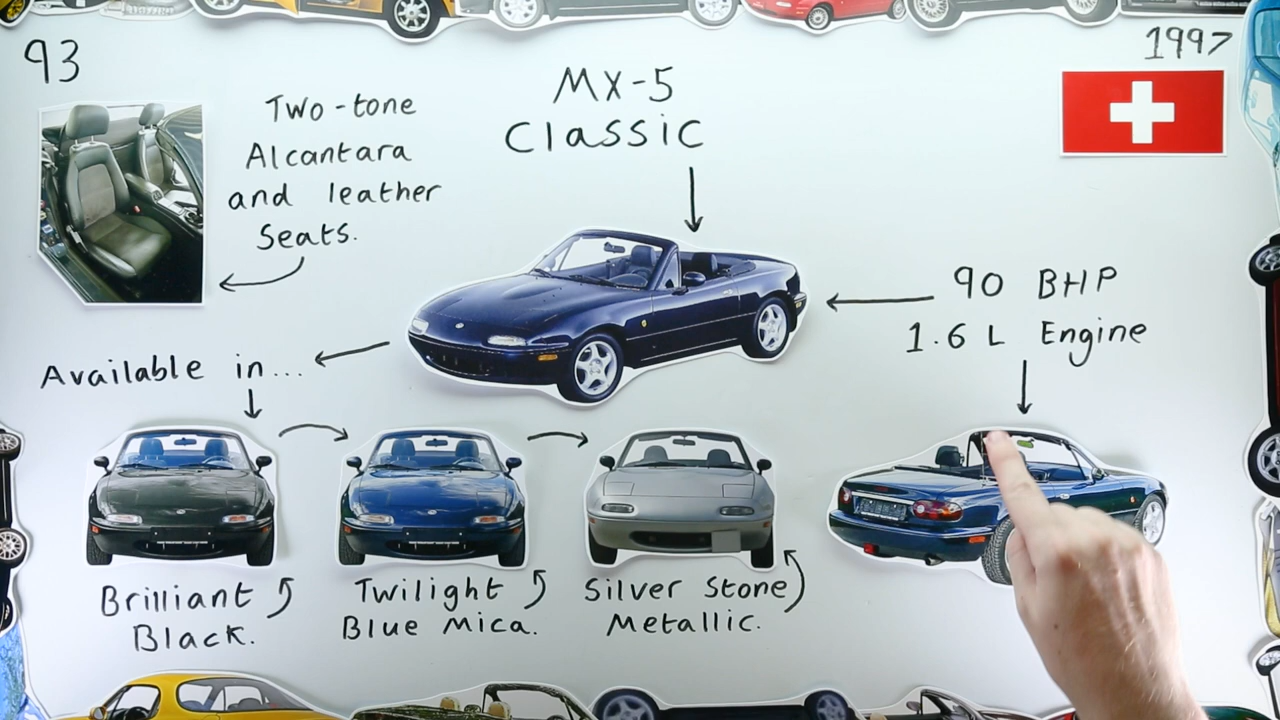 93
1997
MX-5
Classic
Two-tone
Alcantara
and leather
Seats.
90 BHP
1.6 L Engine
Available in...
Brilliant
Black.
Twilight
Blue Mica.
Silver Stone
Metallic.